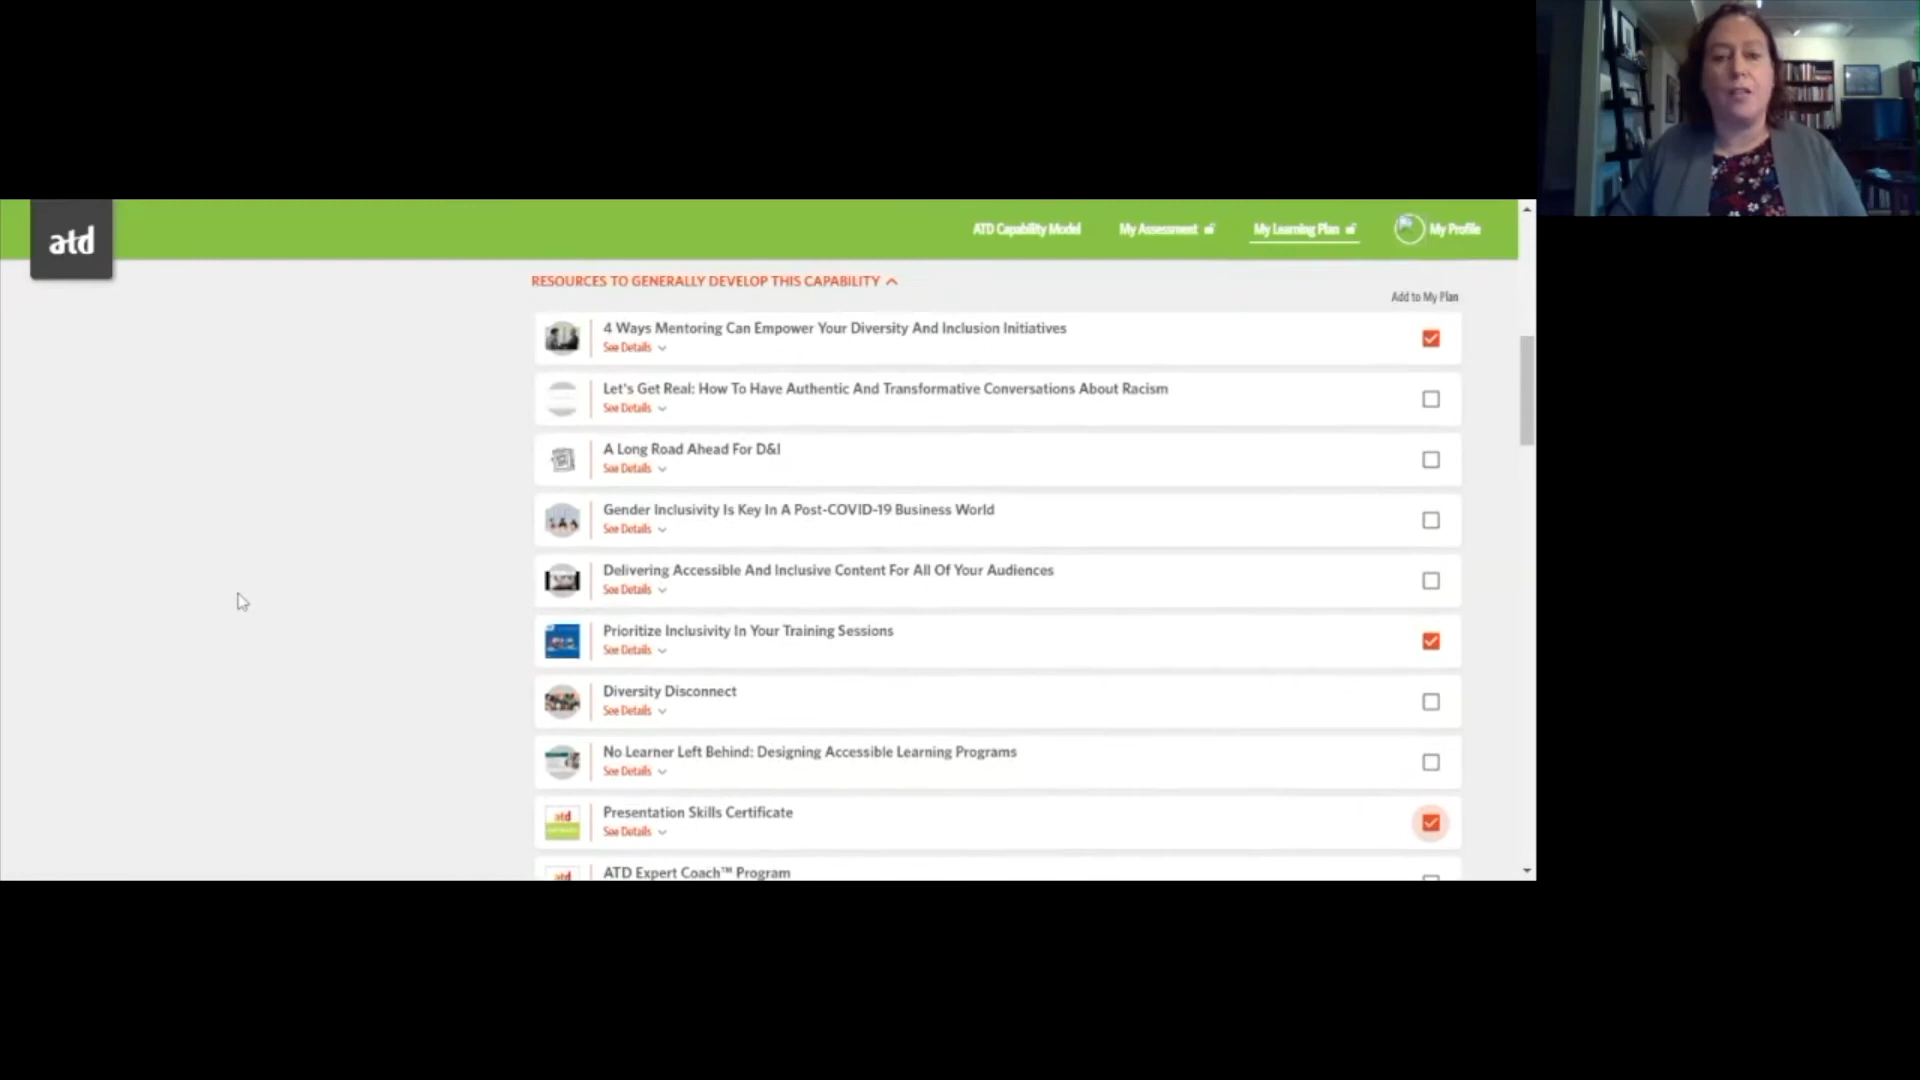 atd
ATD Capability Model My Assessment My Learning Plan My Profile
RESOURCES TO GENERALLY DEVELOP THIS CAPABILITY
Add to My Plan
4 Ways Mentoring Can Empower Your Diversity And Inclusion Initiatives
See Details
Let's Get Real: How To Have Authentic And Transformative Conversations About Racism
See Details
A Long Road Ahead For D&I
See Details
Gender Inclusivity Is Key In A Post-COVID-19 Business World
See Details
Delivering Accessible And Inclusive Content For All Of Your Audiences
See Details
Prioritize Inclusivity In Your Training Sessions
See Details
Diversity Disconnect
See Details
No Learner Left Behind: Designing Accessible Learning Programs
See Details
atd
Presentation Skills Certificate
See Details
atd
ATD Expert Coach™ Program